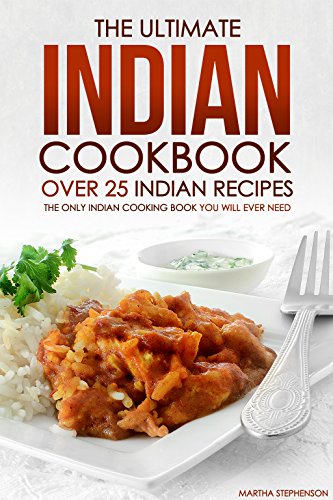 THE ULTIMATE
INDIAN
COOKBOOK
OVER 25 INDIAN RECIPES
THE ONLY INDIAN COOKING BOOK YOU WILL EVER NEED
MARTHA STEPHENSON